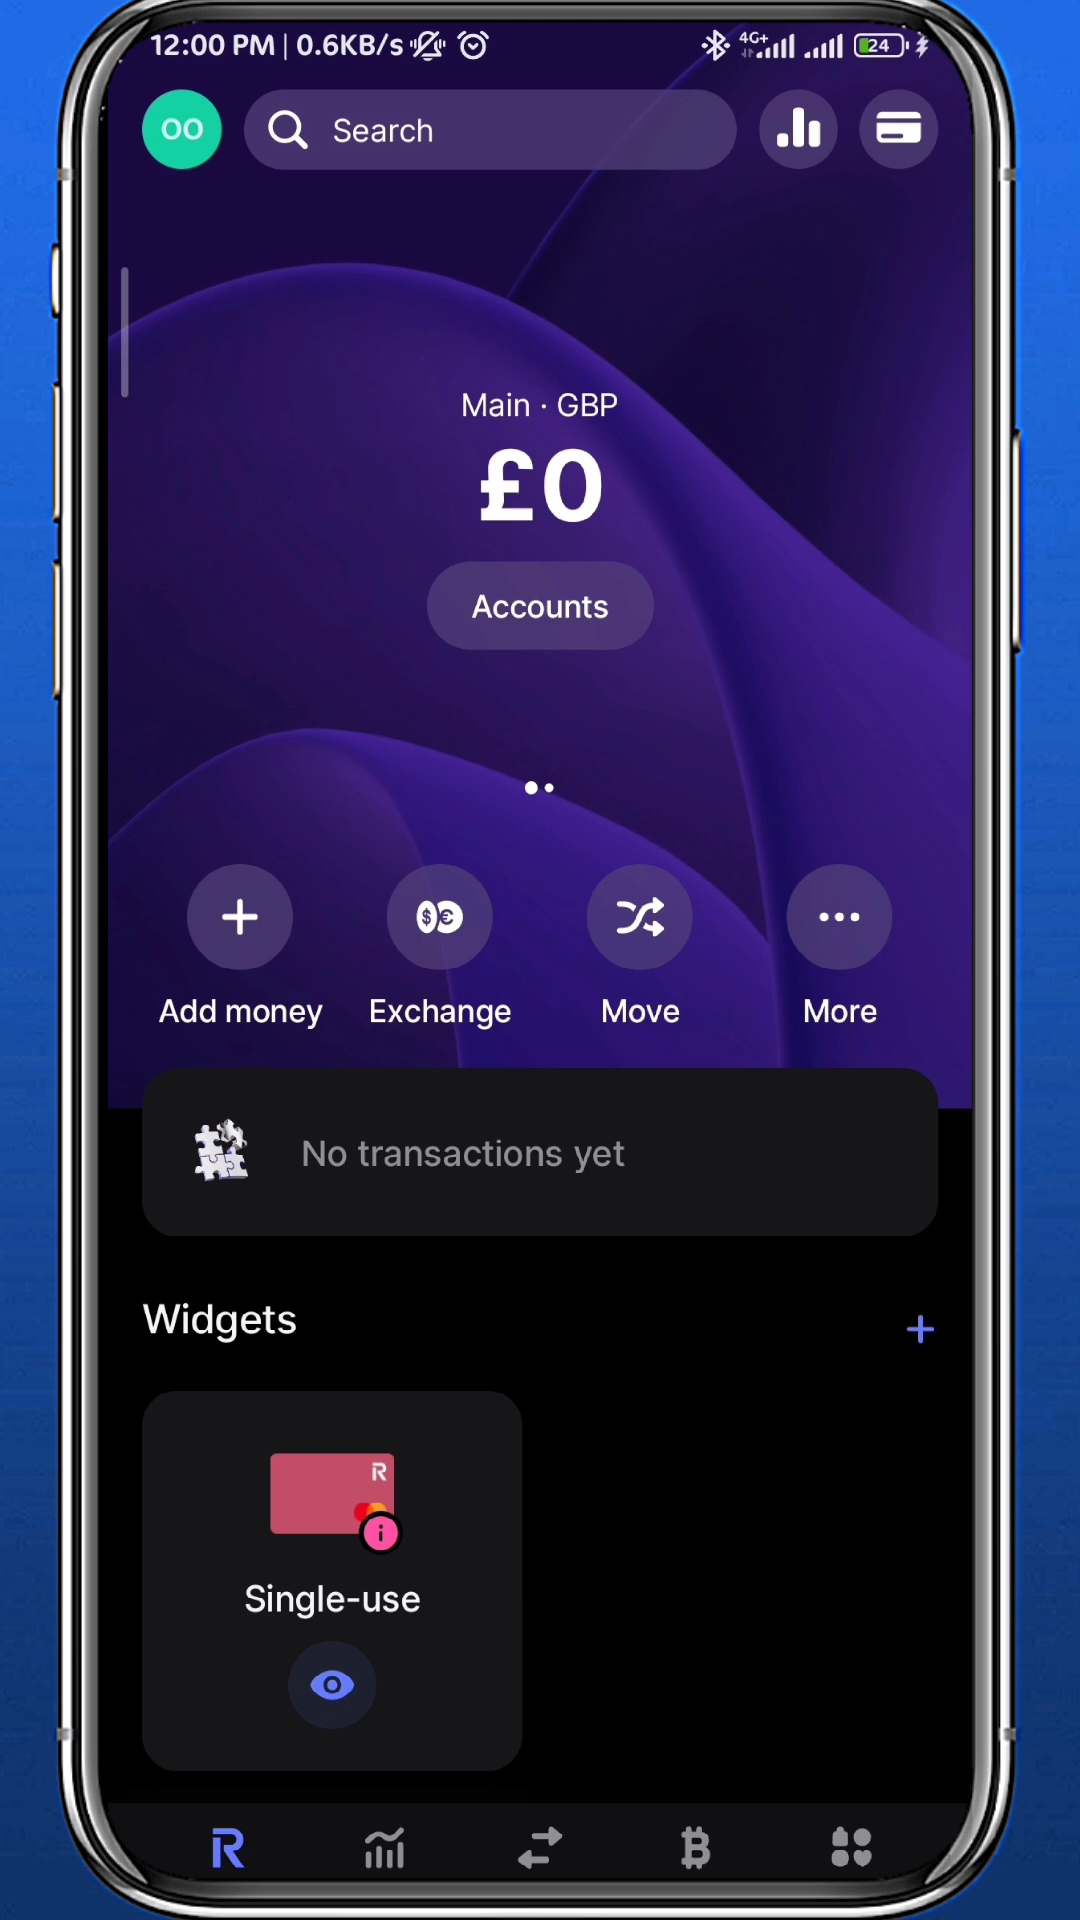 12:00 PM | 0.6KB/s 4G+ 24
OO Search
Main · GBP
£0
Accounts
Add money Exchange Move More
No transactions yet
Widgets
R
Single-use
R